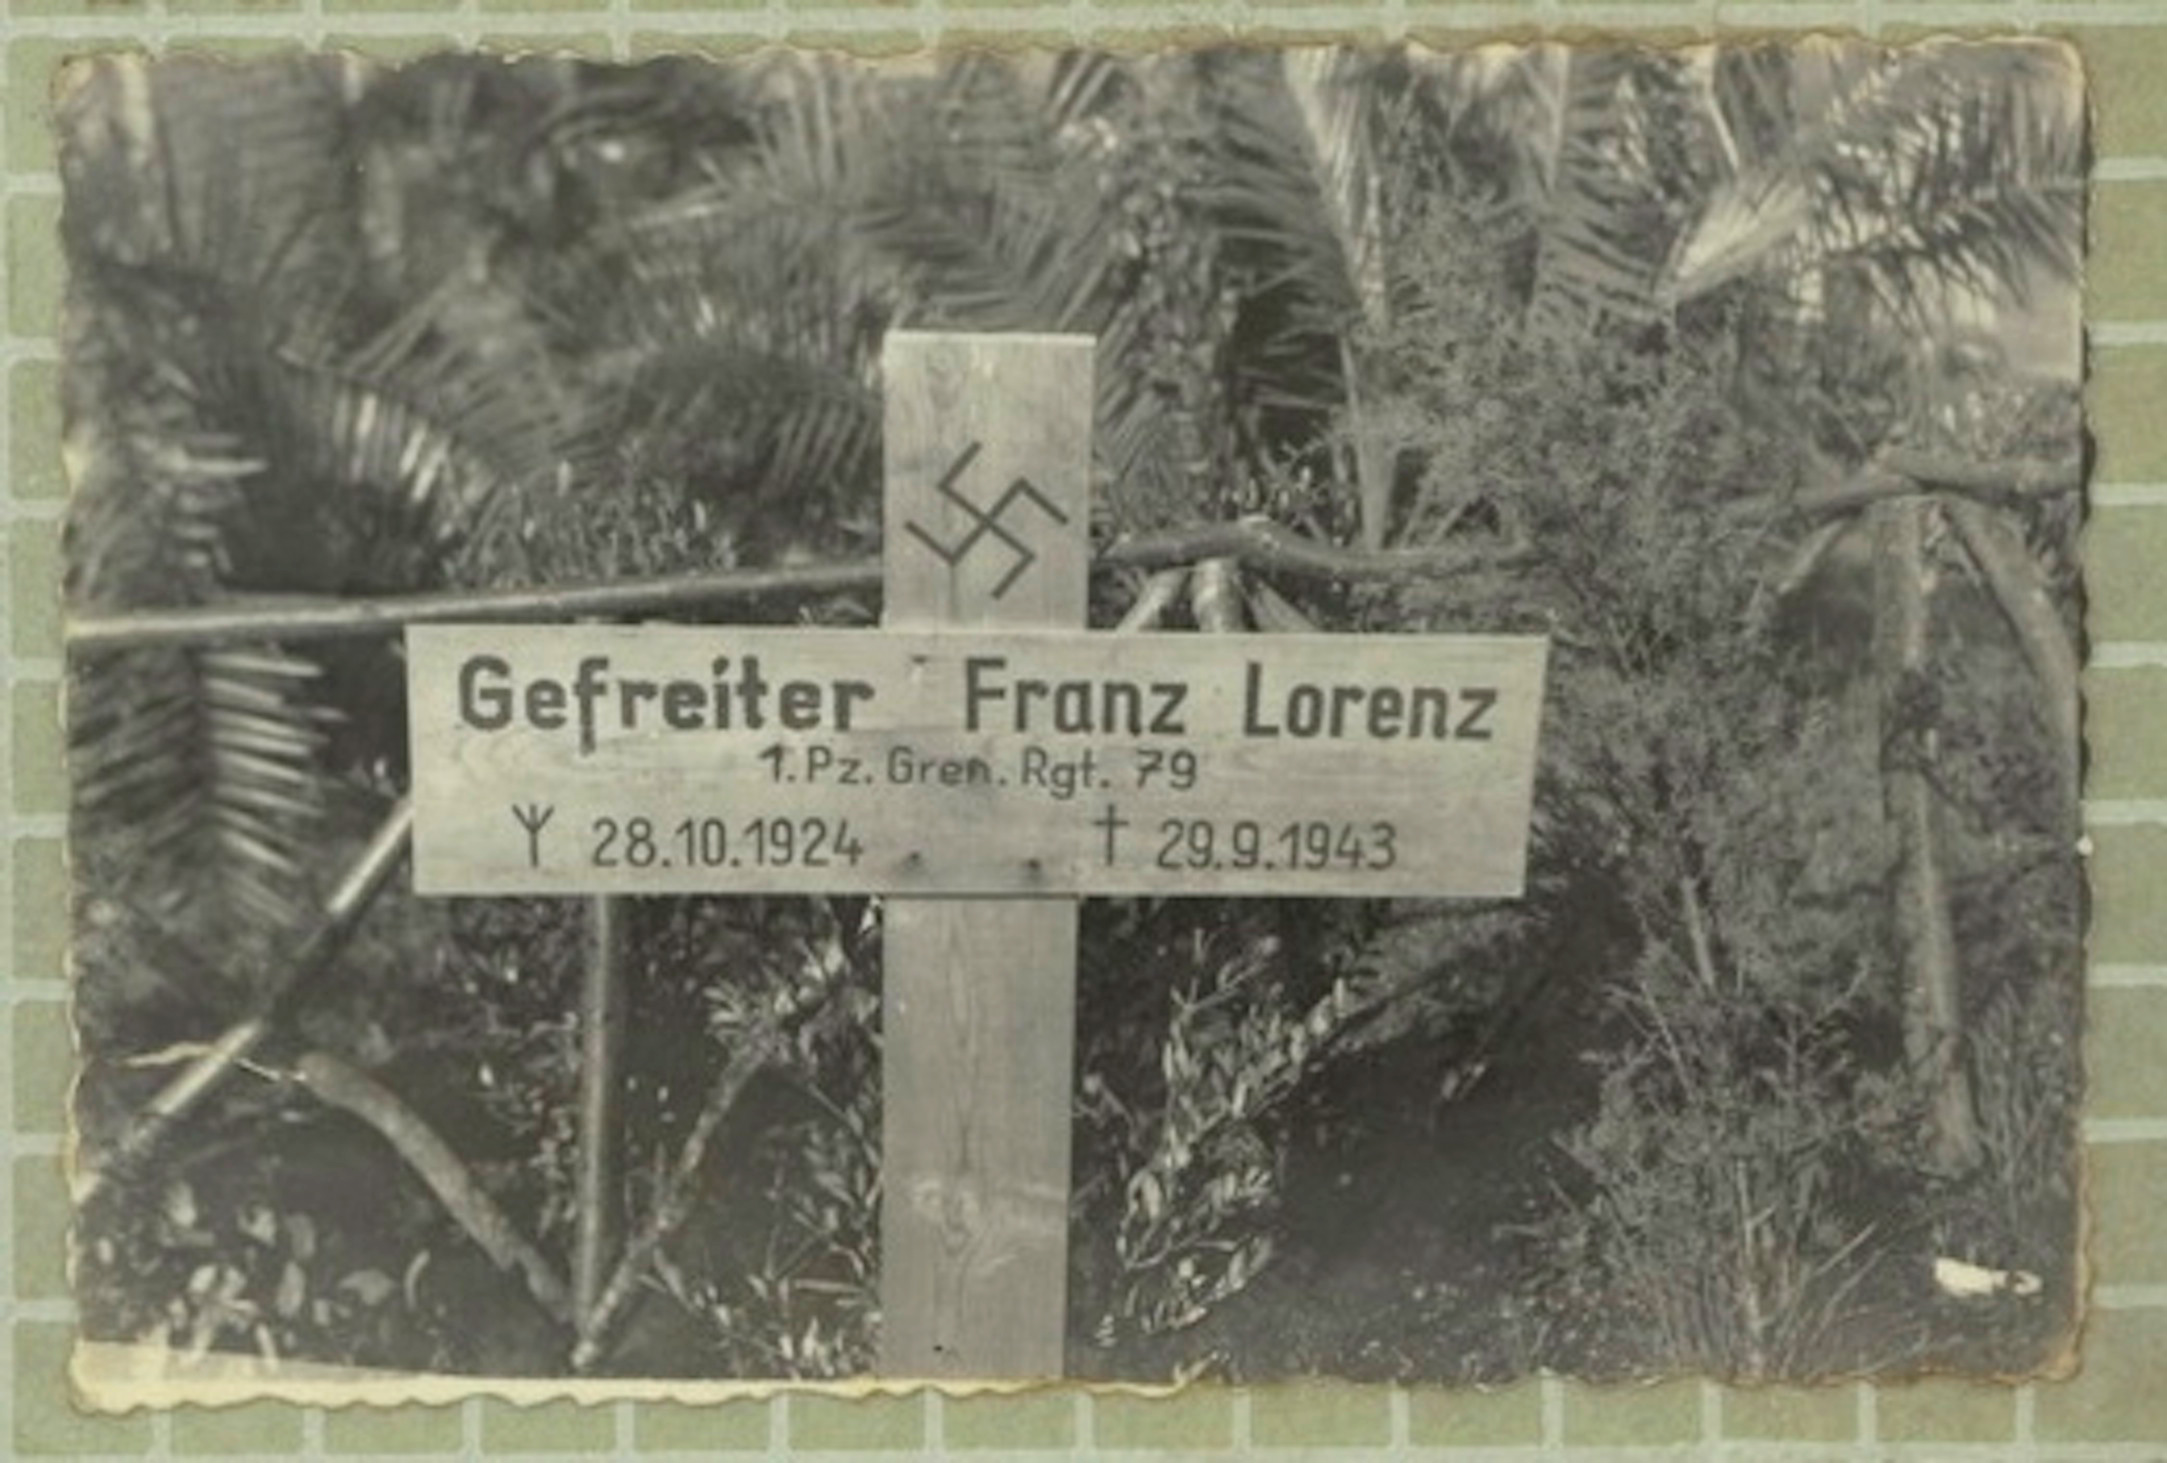 Gefreiter Franz Lorenz
1. Pz. Gren. Rgt. 79
ᛉ 28.10.1924 † 29.9.1943